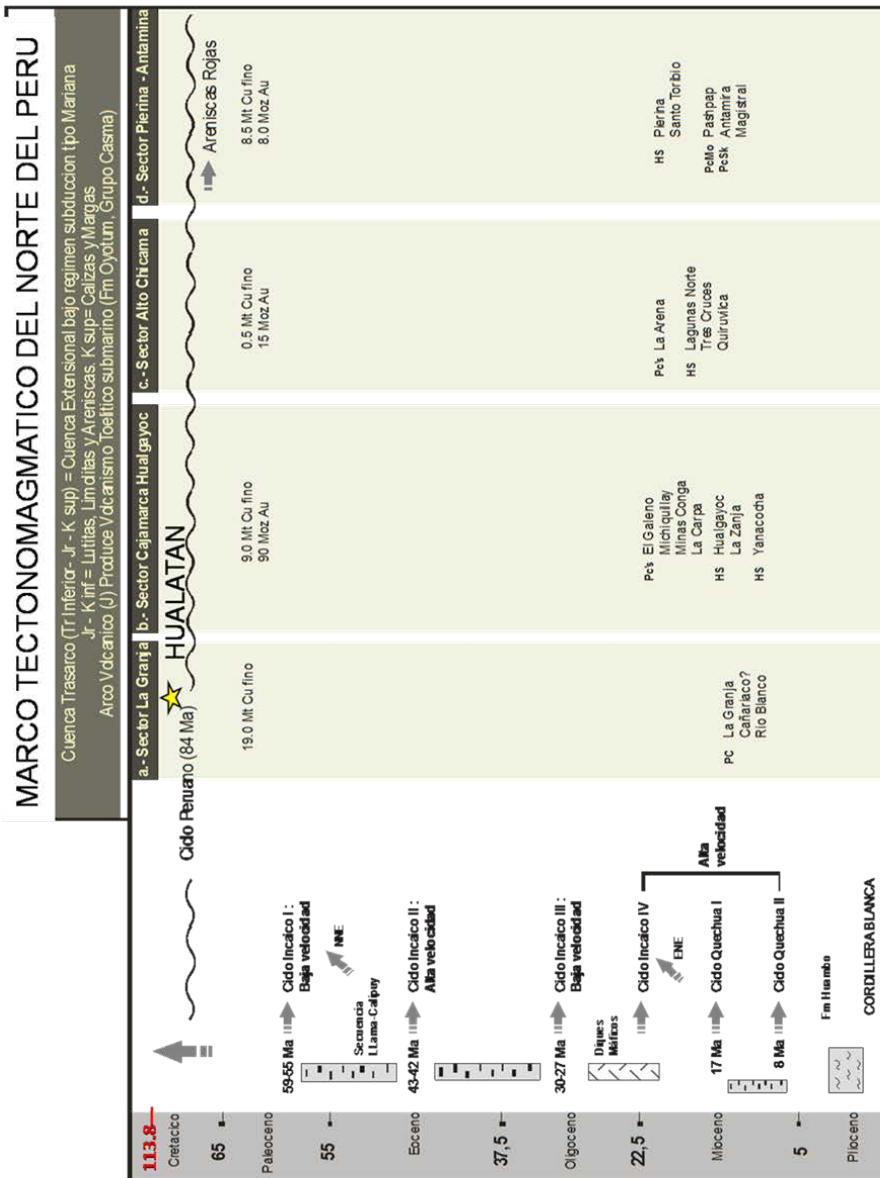 MARCO TECTONOMAGMATICO DEL NORTE DEL PERU
Cuenca Trasarco (Tr Inferior- Jr - K sup) = Cuenca Extensional bajo regimen subduccion tipo Mariana
Jr - K inf = Lutitas, Limolitas y Areniscas. K sup= Calizas y Margas
Arco Volcanico (J) Produce Volcanismo Toelitico submarino (Fm Oyotum, Grupo Casma)
a.- Sector La Granja
b.- Sector Cajamarca Hualgayoc
c.- Sector Alto Chicama
d.- Sector Pierina - Antamina
113.8
Cretacico
Ciclo Peruano (84 Ma)
HUALATAN
Areniscas Rojas
65
19.0 Mt Cu fino
9.0 Mt Cu fino
90 Moz Au
0.5 Mt Cu fino
15 Moz Au
8.5 Mt Cu fino
8.0 Moz Au
Paleoceno
59-55 Ma
Ciclo Incaico I :
Baja velocidad
NNE
55
Secuencia
LLama-Calipuy
Eoceno
43-42 Ma
Ciclo Incaico II :
Alta velocidad
37,5
Oligoceno
30-27 Ma
Ciclo Incaico III :
Baja velocidad
Diques
Máficos
22,5
Ciclo Incaico IV
ENE
Alta
velocidad
Mioceno
17 Ma
Ciclo Quechua I
8 Ma
Ciclo Quechua II
5
Plioceno
Fm Huambo
CORDILLERA BLANCA
PC La Granja
Cañariaco?
Rio Blanco
Pc's El Galeno
Michiquillay
Minas Conga
La Carpa
HS Hualgayoc
La Zanja
HS Yanacocha
Pc's La Arena
HS Lagunas Norte
Tres Cruces
Quiruvilca
HS Pierina
Santo Toribio
PcMo Pashpap
PcSk Antamira
Magistral